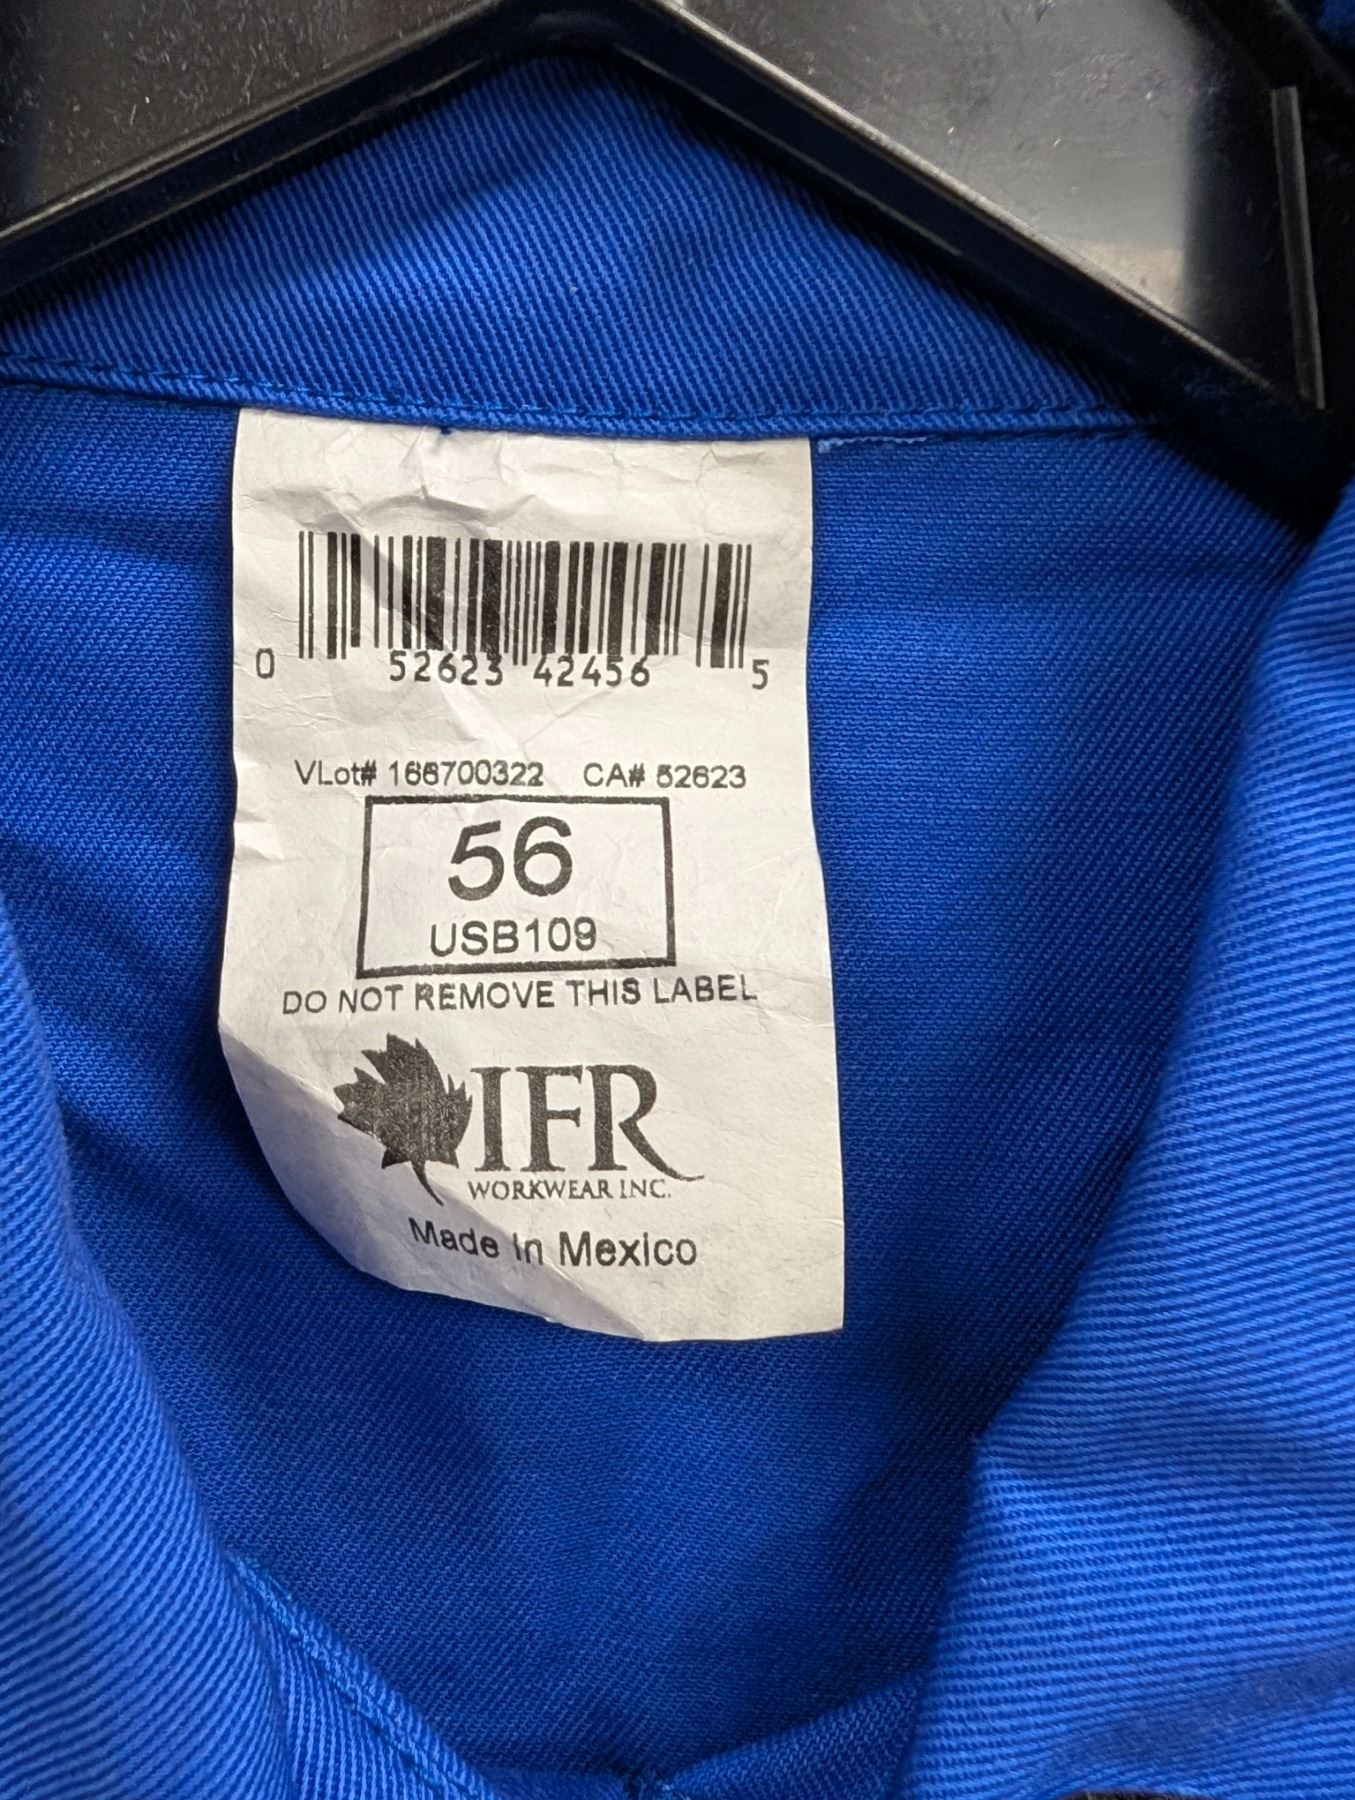 0 52623 42456 5
VLot# 166700322 CA# 52623
56
USB109
DO NOT REMOVE THIS LABEL
IFR
WORKWEAR INC.
Made in Mexico